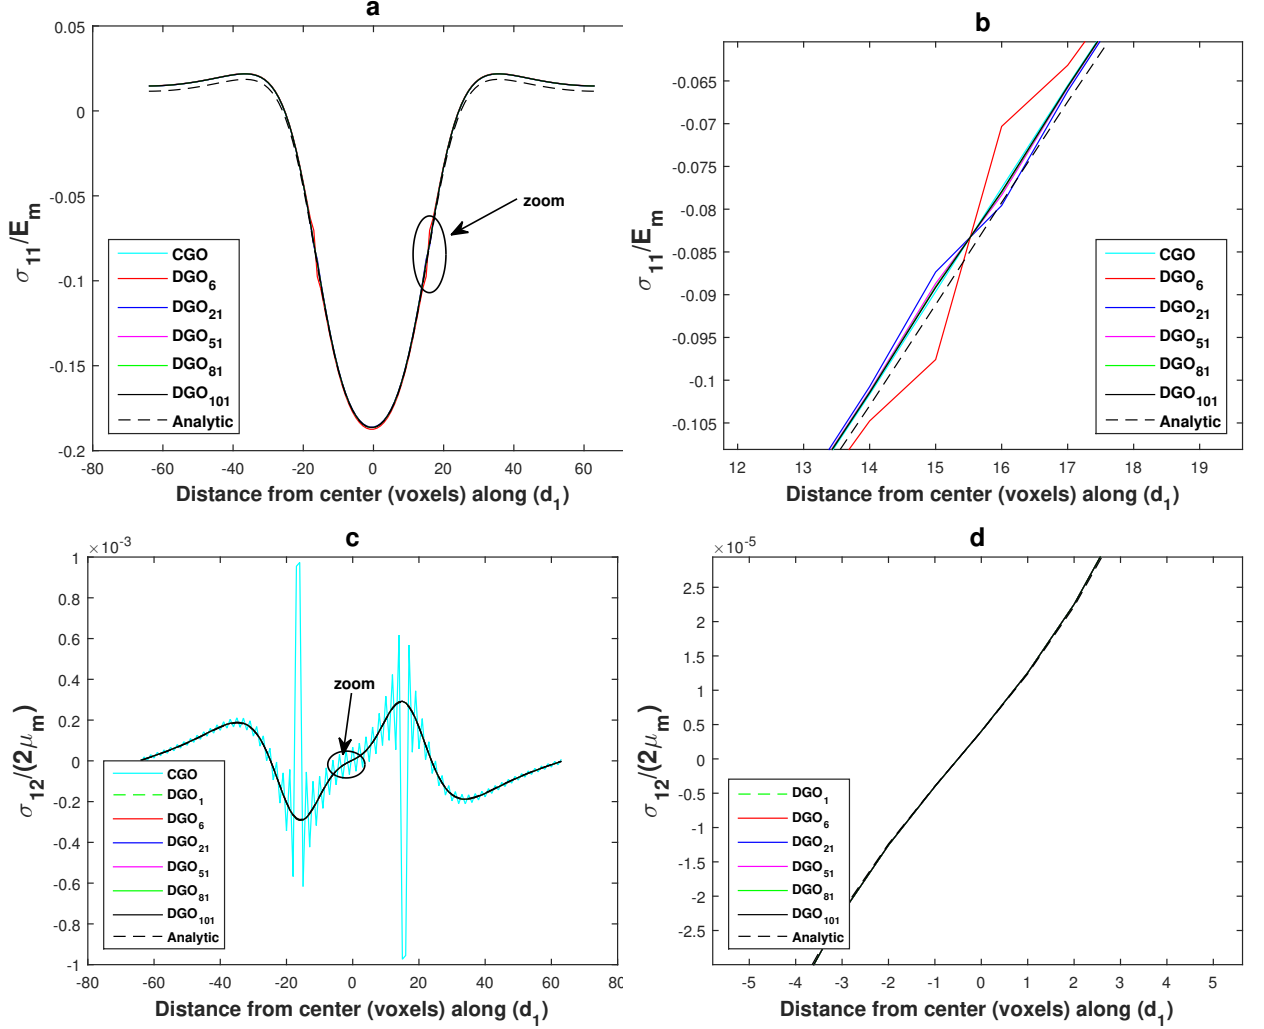 a
0.05
0
-0.05
-0.1
-0.15
-0.2
-80
-60
-40
-20
0
20
40
60
σ11/Em
Distance from center (voxels) along (d1)
zoom
CGO
DGO6
DGO21
DGO51
DGO81
DGO101
Analytic
b
-0.065
-0.07
-0.075
-0.08
-0.085
-0.09
-0.095
-0.1
-0.105
12
13
14
15
16
17
18
19
σ11/Em
Distance from center (voxels) along (d1)
CGO
DGO6
DGO21
DGO51
DGO81
DGO101
Analytic
c
×10-3
1
0.8
0.6
0.4
0.2
0
-0.2
-0.4
-0.6
-0.8
-1
-80
-60
-40
-20
0
20
40
60
80
σ12/(2μm)
Distance from center (voxels) along (d1)
zoom
CGO
DGO1
DGO6
DGO21
DGO51
DGO81
DGO101
Analytic
d
×10-5
2.5
2
1.5
1
0.5
0
-0.5
-1
-1.5
-2
-2.5
-5
-4
-3
-2
-1
0
1
2
3
4
5
σ12/(2μm)
Distance from center (voxels) along (d1)
DGO1
DGO6
DGO21
DGO51
DGO81
DGO101
Analytic